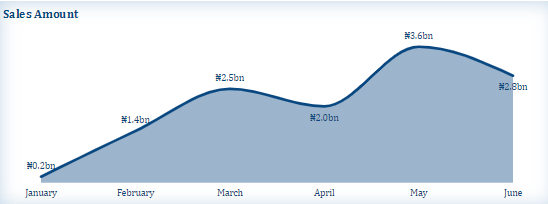 Sales Amount
₦3.6bn
₦2.5bn
₦2.8bn
₦2.0bn
₦1.4bn
₦0.2bn
January February March April May June